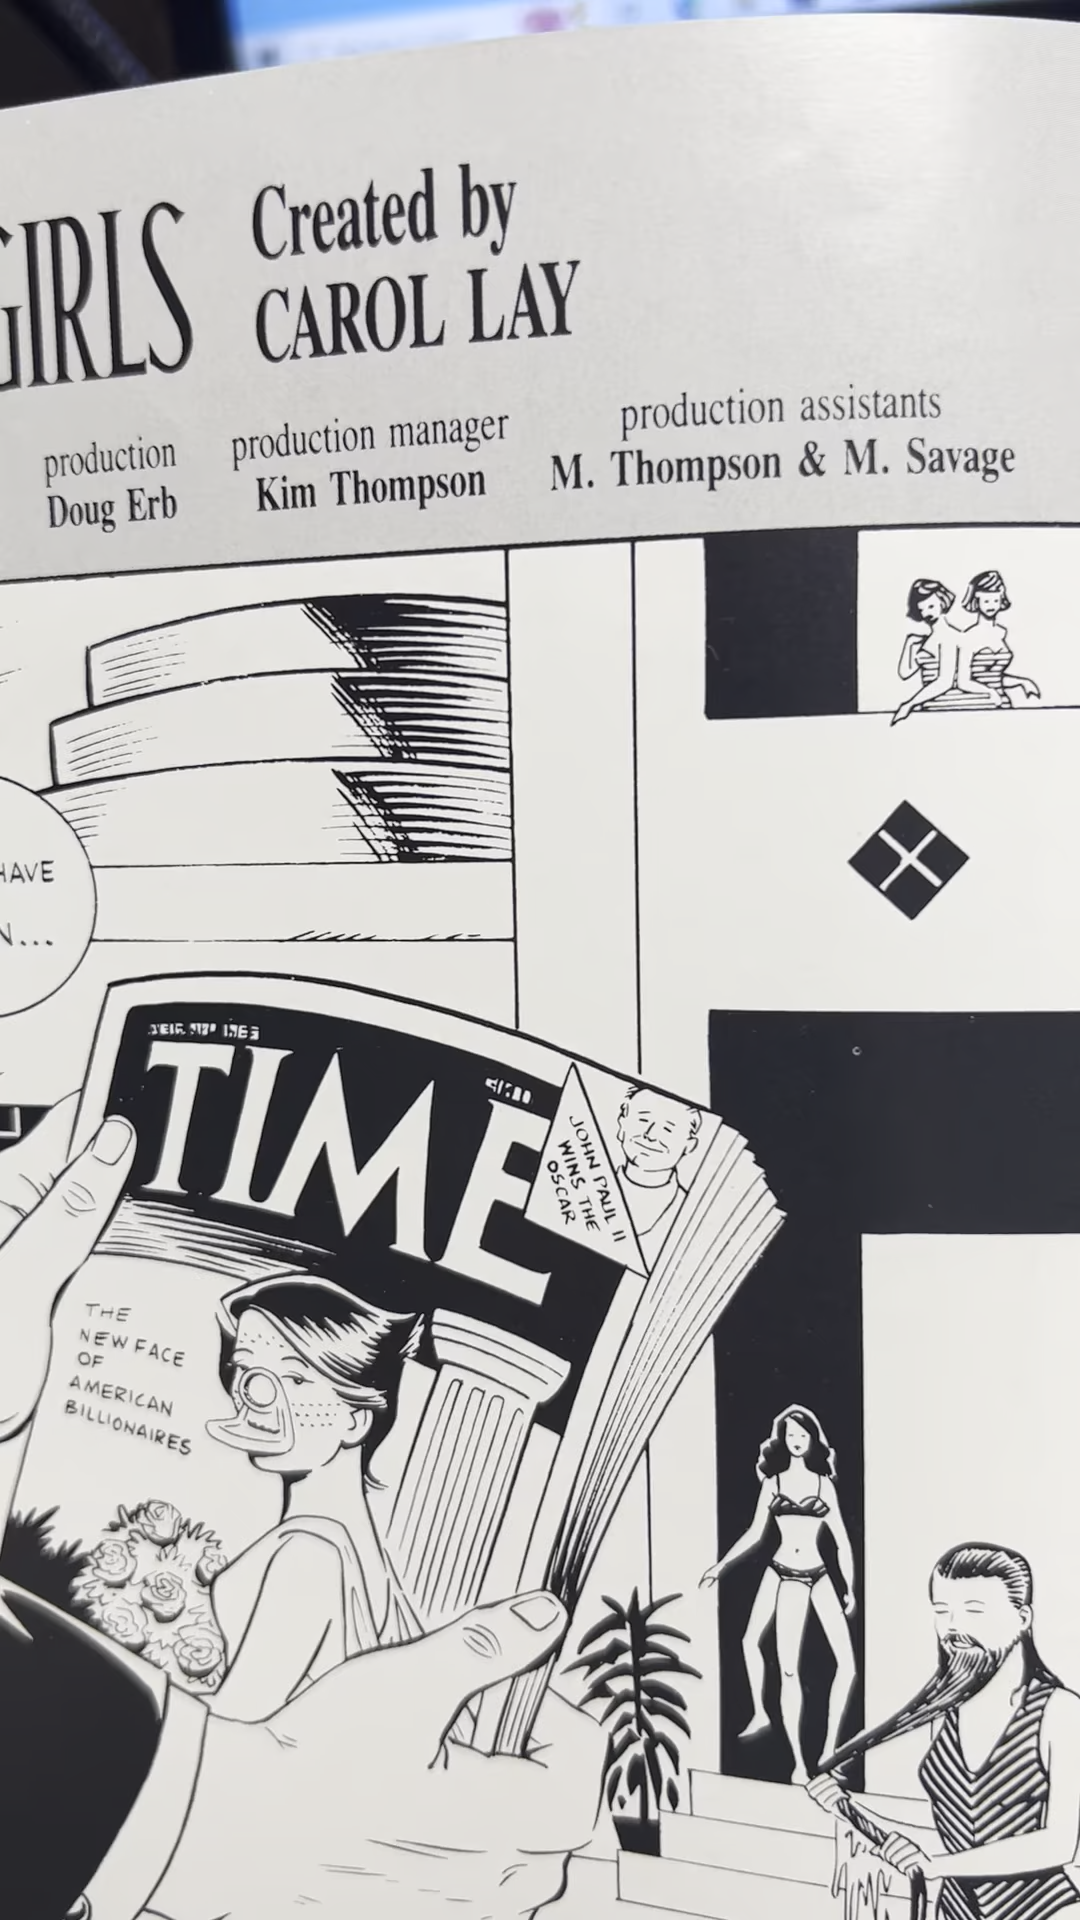 GIRLS
Created by
CAROL LAY
production
Doug Erb
production manager
Kim Thompson
production assistants
M. Thompson & M. Savage
HAVE
N...
TIME
JOHN PAUL II
WINS THE
OSCAR
THE
NEW FACE
OF
AMERICAN
BILLIONAIRES